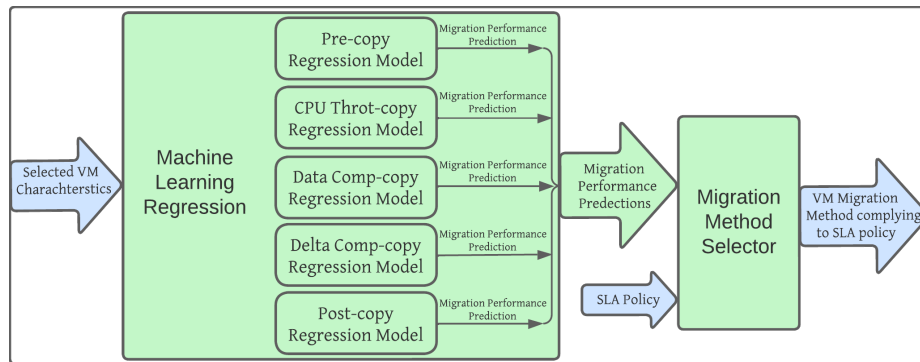 Selected VM
Charachterstics
Machine
Learning
Regression
Pre-copy
Regression Model
Migration Performance
Prediction
CPU Throt-copy
Regression Model
Migration Performance
Prediction
Data Comp-copy
Regression Model
Migration Performance
Prediction
Delta Comp-copy
Regression Model
Migration Performance
Prediction
Post-copy
Regression Model
Migration Performance
Prediction
Migration
Performance
Predections
SLA Policy
Migration
Method
Selector
VM Migration
Method complying
to SLA policy